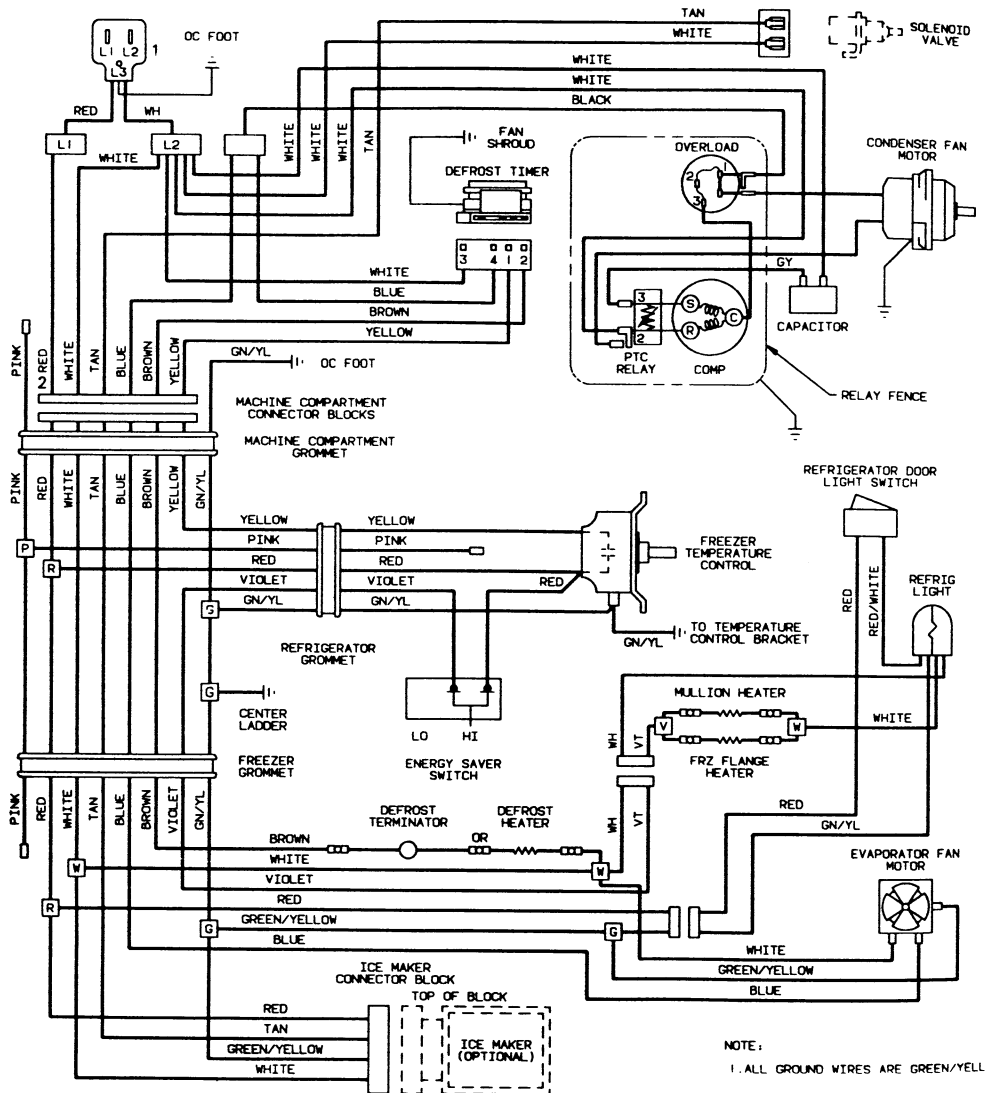 TAN
WHITE
SOLENOID
VALVE
L1 L2
L3
1
OC FOOT
RED
WH
L1
L2
WHITE
WHITE
WHITE
BLACK
WHITE
WHITE
WHITE
TAN
FAN
SHROUD
DEFROST TIMER
3 4 1 2
OVERLOAD
1
2
3
CONDENSER FAN
MOTOR
WHITE
BLUE
BROWN
YELLOW
GY
CAPACITOR
3
2
PTC
RELAY
S
R
C
COMP
RELAY FENCE
PINK
2 RED
WHITE
TAN
BLUE
BROWN
YELLOW
GN/YL
OC FOOT
MACHINE COMPARTMENT
CONNECTOR BLOCKS
MACHINE COMPARTMENT
GROMMET
PINK
RED
WHITE
TAN
BLUE
BROWN
YELLOW
GN/YL
P
R
G
YELLOW
PINK
RED
VIOLET
GN/YL
YELLOW
PINK
RED
VIOLET
GN/YL
RED
REFRIGERATOR
GROMMET
FREEZER
TEMPERATURE
CONTROL
GN/YL
TO TEMPERATURE
CONTROL BRACKET
REFRIGERATOR DOOR
LIGHT SWITCH
RED
RED/WHITE
REFRIG
LIGHT
G
CENTER
LADDER
LO HI
ENERGY SAVER
SWITCH
MULLION HEATER
V
W
WHITE
FRZ FLANGE
HEATER
WH
VT
FREEZER
GROMMET
PINK
RED
WHITE
TAN
BLUE
BROWN
VIOLET
GN/YL
BROWN
DEFROST
TERMINATOR
OR
DEFROST
HEATER
WH
VT
RED
GN/YL
W
WHITE
W
VIOLET
R
RED
GREEN/YELLOW
G
G
BLUE
EVAPORATOR FAN
MOTOR
WHITE
GREEN/YELLOW
BLUE
ICE MAKER
CONNECTOR BLOCK
TOP OF BLOCK
RED
TAN
GREEN/YELLOW
WHITE
ICE MAKER
(OPTIONAL)
NOTE:
1.ALL GROUND WIRES ARE GREEN/YELL